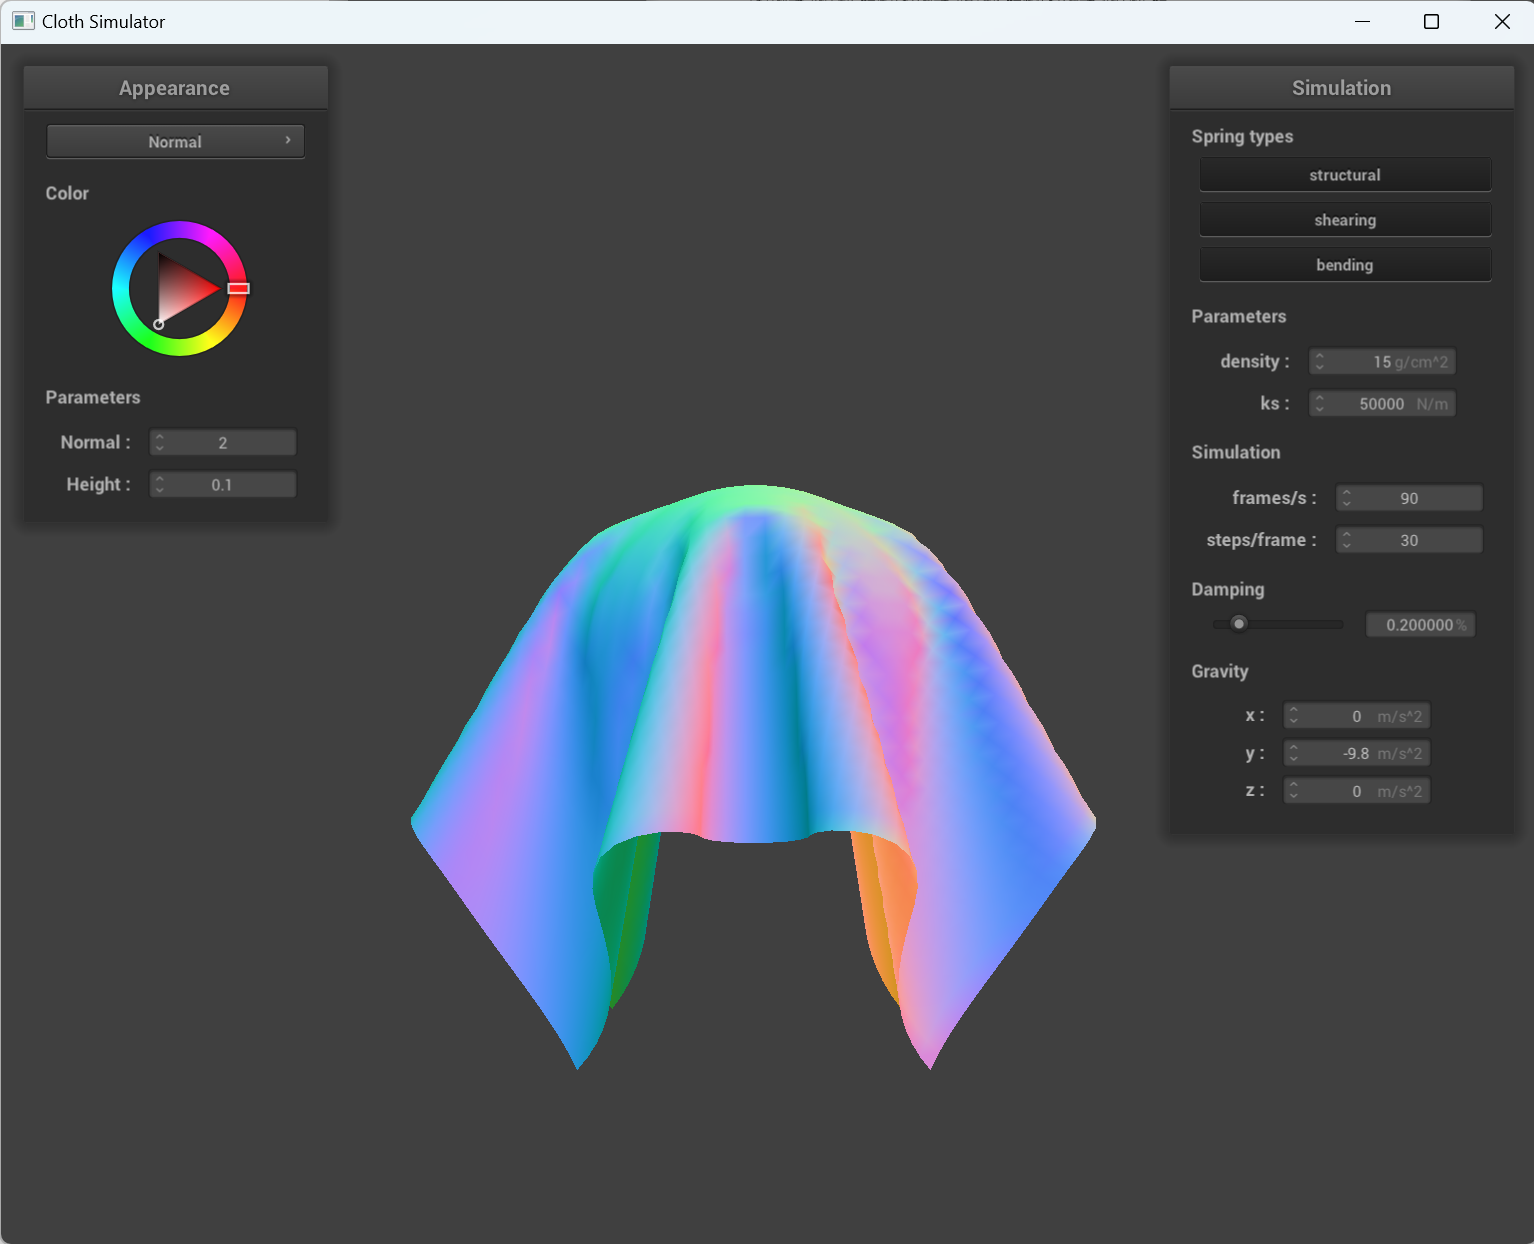 Cloth Simulator
Appearance
Normal
Color
Parameters
Normal : 2
Height : 0.1
Simulation
Spring types
structural
shearing
bending
Parameters
density : 15 g/cm^2
ks : 50000 N/m
Simulation
frames/s : 90
steps/frame : 30
Damping
0.200000 %
Gravity
x : 0 m/s^2
y : -9.8 m/s^2
z : 0 m/s^2